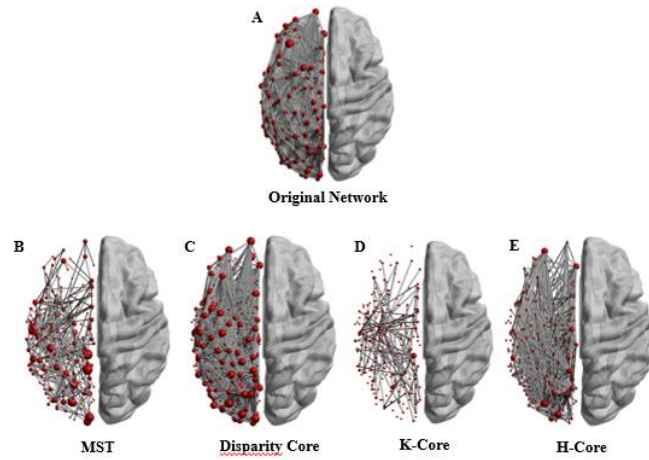 A
Original Network
B
C
D
E
MST
Disparity Core
K-Core
H-Core